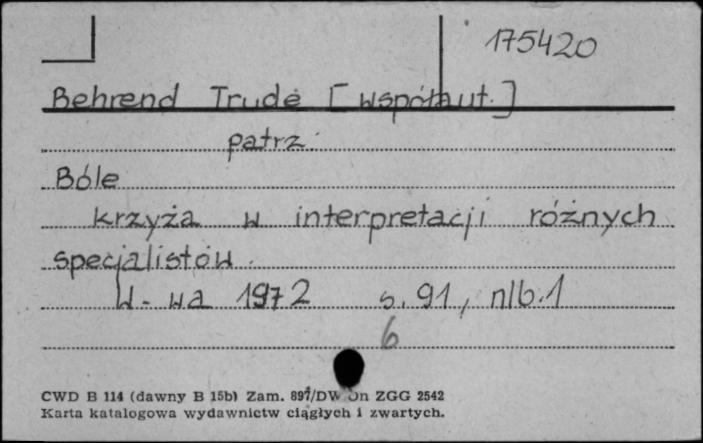 175420
Behrend Trude [współaut.]
patrz:
Bóle
krzyża w interpretacji różnych
specjalistów.
W-wa 1972 s. 91, nlb. 1
6
CWD B 114 (dawny B 15b) Zam. 897/DW Dn ZGG 2542
Karta katalogowa wydawnictw ciągłych i zwartych.